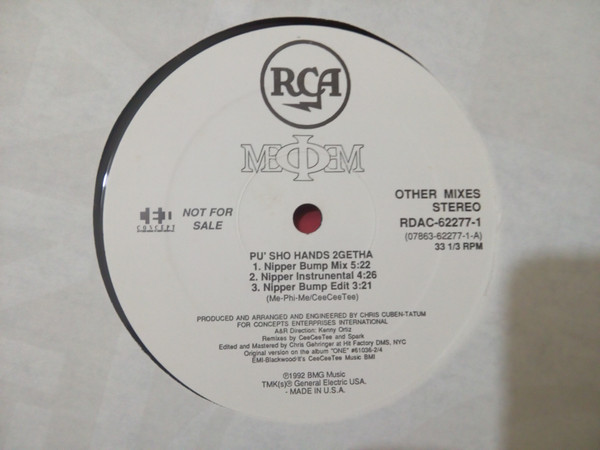 RCA
ME ΦI EM
OTHER MIXES
STEREO
RDAC-62277-1
(07863-62277-1-A)
33 1/3 RPM
CONCEPT
NOT FOR
SALE
PU' SHO HANDS 2GETHA
1. Nipper Bump Mix 5:22
2. Nipper Instrunental 4:26
3. Nipper Bump Edit 3:21
(Me-Phi-Me/CeeCeeTee)
PRODUCED AND ARRANGED AND ENGINEERED BY CHRIS CUBEN-TATUM
FOR CONCEPTS ENTERPRISES INTERNATIONAL
A&R Direction: Kenny Ortiz
Remixes by CeeCeeTee and Spark
Edited and Mastered by Chris Gehringer at Hit Factory DMS, NYC
Original version on the album "ONE" #61036-2/4
EMI-Blackwood/It's CeeCeeTee Music BMI
℗1992 BMG Music
TMK(s)® General Electric USA.
- MADE IN U.S.A.